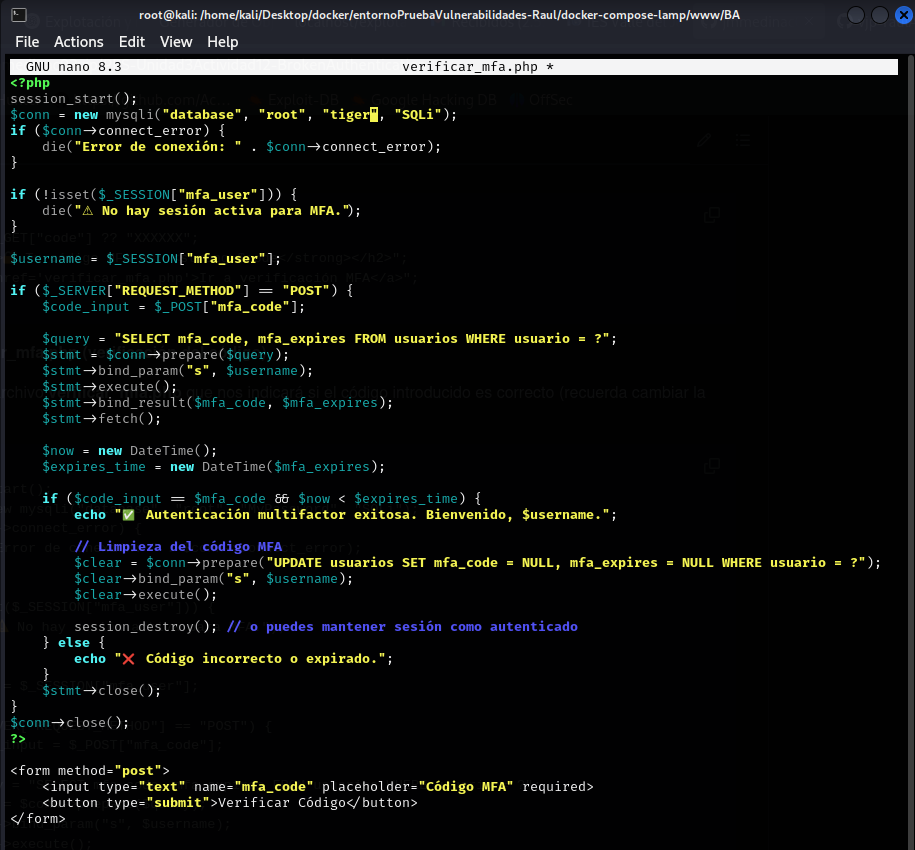 root@kali: /home/kali/Desktop/docker/entornoPruebaVulnerabilidades-Raul/docker-compose-lamp/www/BA
File Actions Edit View Help
GNU nano 8.3 verificar_mfa.php *
<?php
session_start();
$conn = new mysqli("database", "root", "tiger", "SQLi");
if ($conn->connect_error) {
    die("Error de conexión: " . $conn->connect_error);
}

if (!isset($_SESSION["mfa_user"])) {
    die("⚠ No hay sesión activa para MFA.");
}

$username = $_SESSION["mfa_user"];

if ($_SERVER["REQUEST_METHOD"] == "POST") {
    $code_input = $_POST["mfa_code"];

    $query = "SELECT mfa_code, mfa_expires FROM usuarios WHERE usuario = ?";
    $stmt = $conn->prepare($query);
    $stmt->bind_param("s", $username);
    $stmt->execute();
    $stmt->bind_result($mfa_code, $mfa_expires);
    $stmt->fetch();

    $now = new DateTime();
    $expires_time = new DateTime($mfa_expires);

    if ($code_input == $mfa_code && $now < $expires_time) {
        echo "✅ Autenticación multifactor exitosa. Bienvenido, $username.";

        // Limpieza del código MFA
        $clear = $conn->prepare("UPDATE usuarios SET mfa_code = NULL, mfa_expires = NULL WHERE usuario = ?");
        $clear->bind_param("s", $username);
        $clear->execute();

        session_destroy(); // o puedes mantener sesión como autenticado
    } else {
        echo "❌ Código incorrecto o expirado.";
    }
    $stmt->close();
}
$conn->close();
?>

<form method="post">
    <input type="text" name="mfa_code" placeholder="Código MFA" required>
    <button type="submit">Verificar Código</button>
</form>